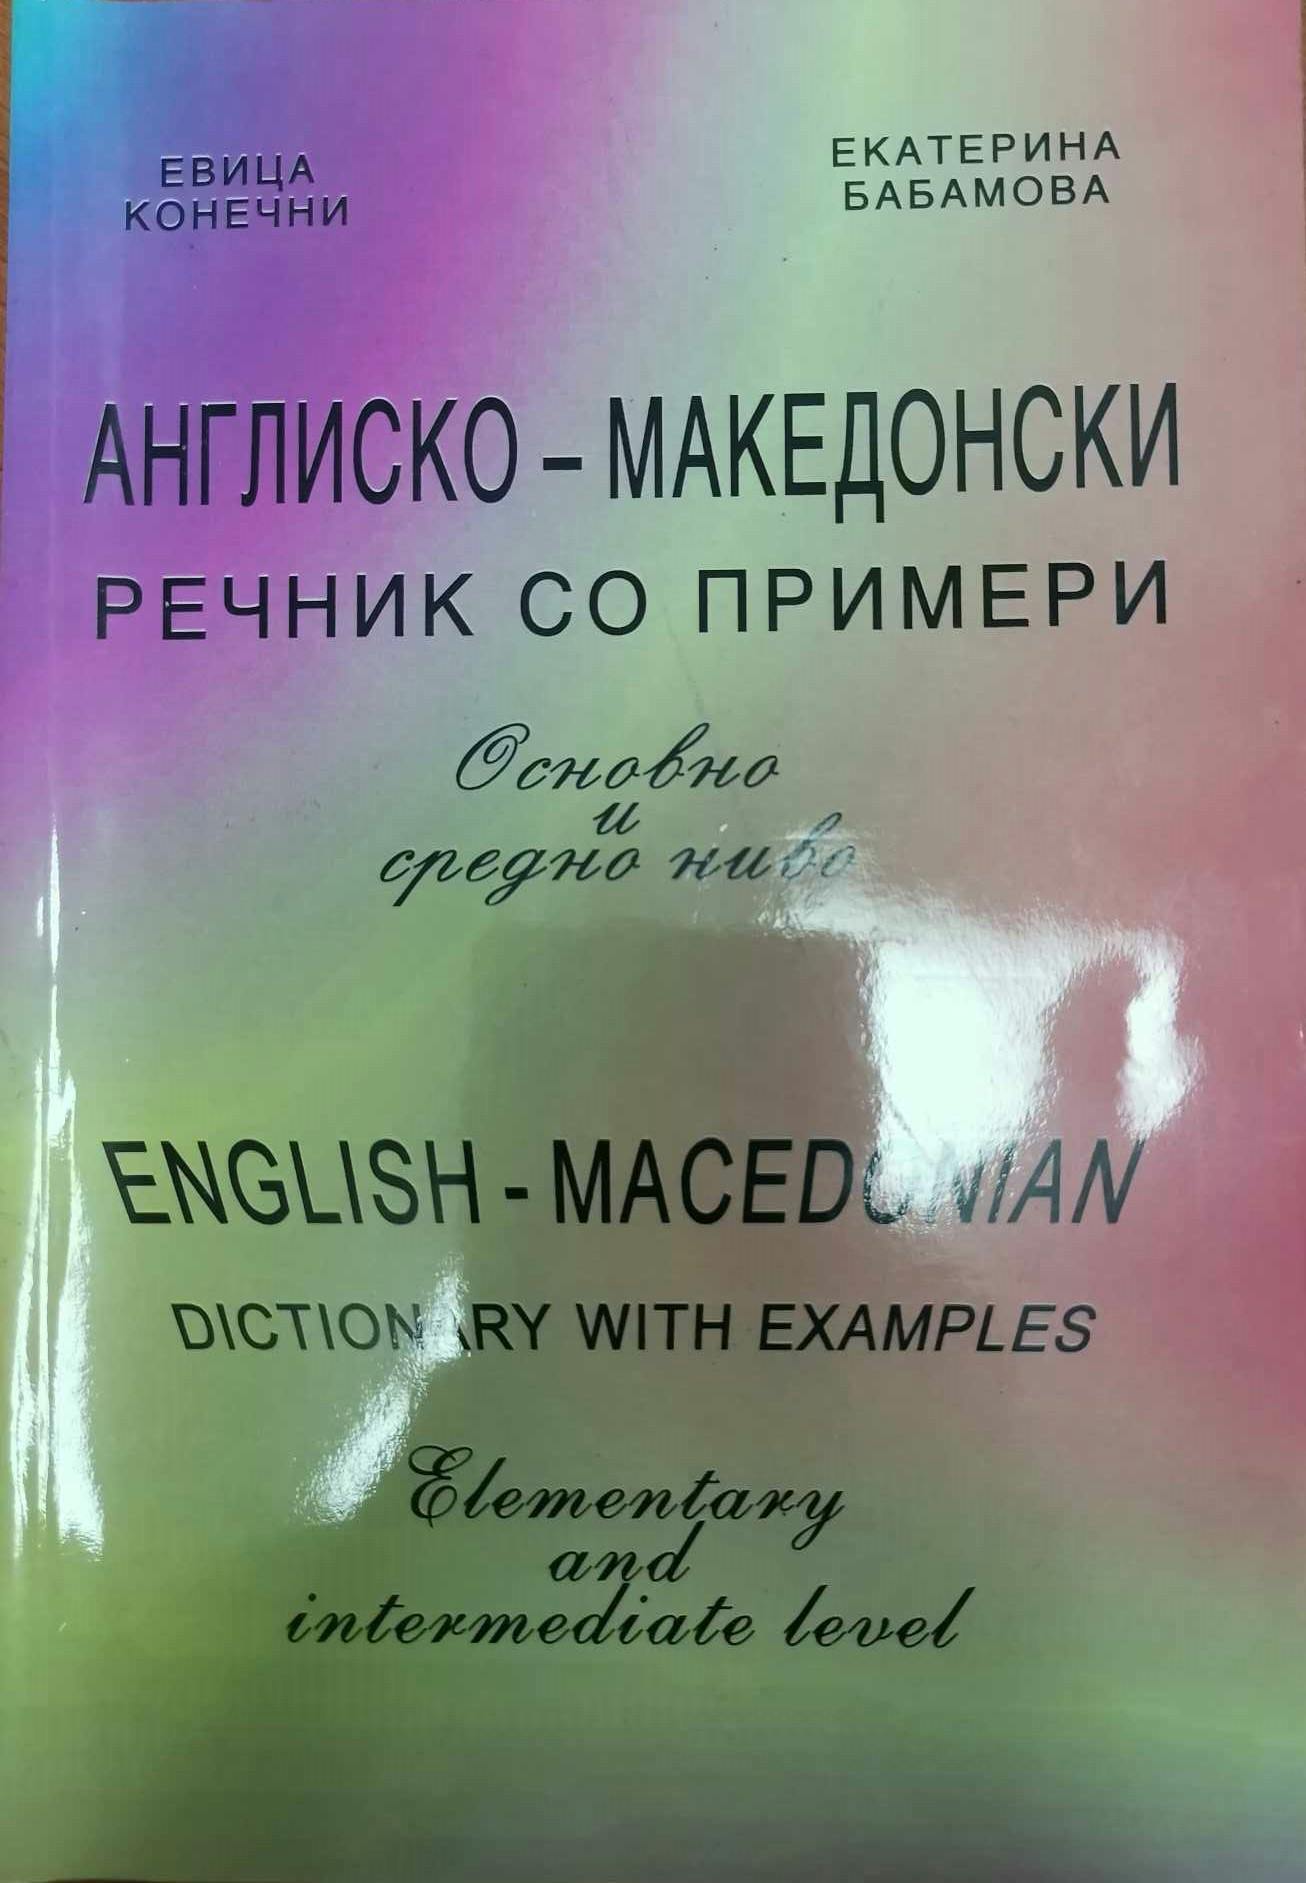 ЕВИЦА
КОНЕЧНИ
ЕКАТЕРИНА
БАБАМОВА
АНГЛИСКО – МАКЕДОНСКИ
РЕЧНИК СО ПРИМЕРИ
Основно
и
средно ниво
ENGLISH - MACEDONIAN
DICTIONARY WITH EXAMPLES
Elementary
and
intermediate level